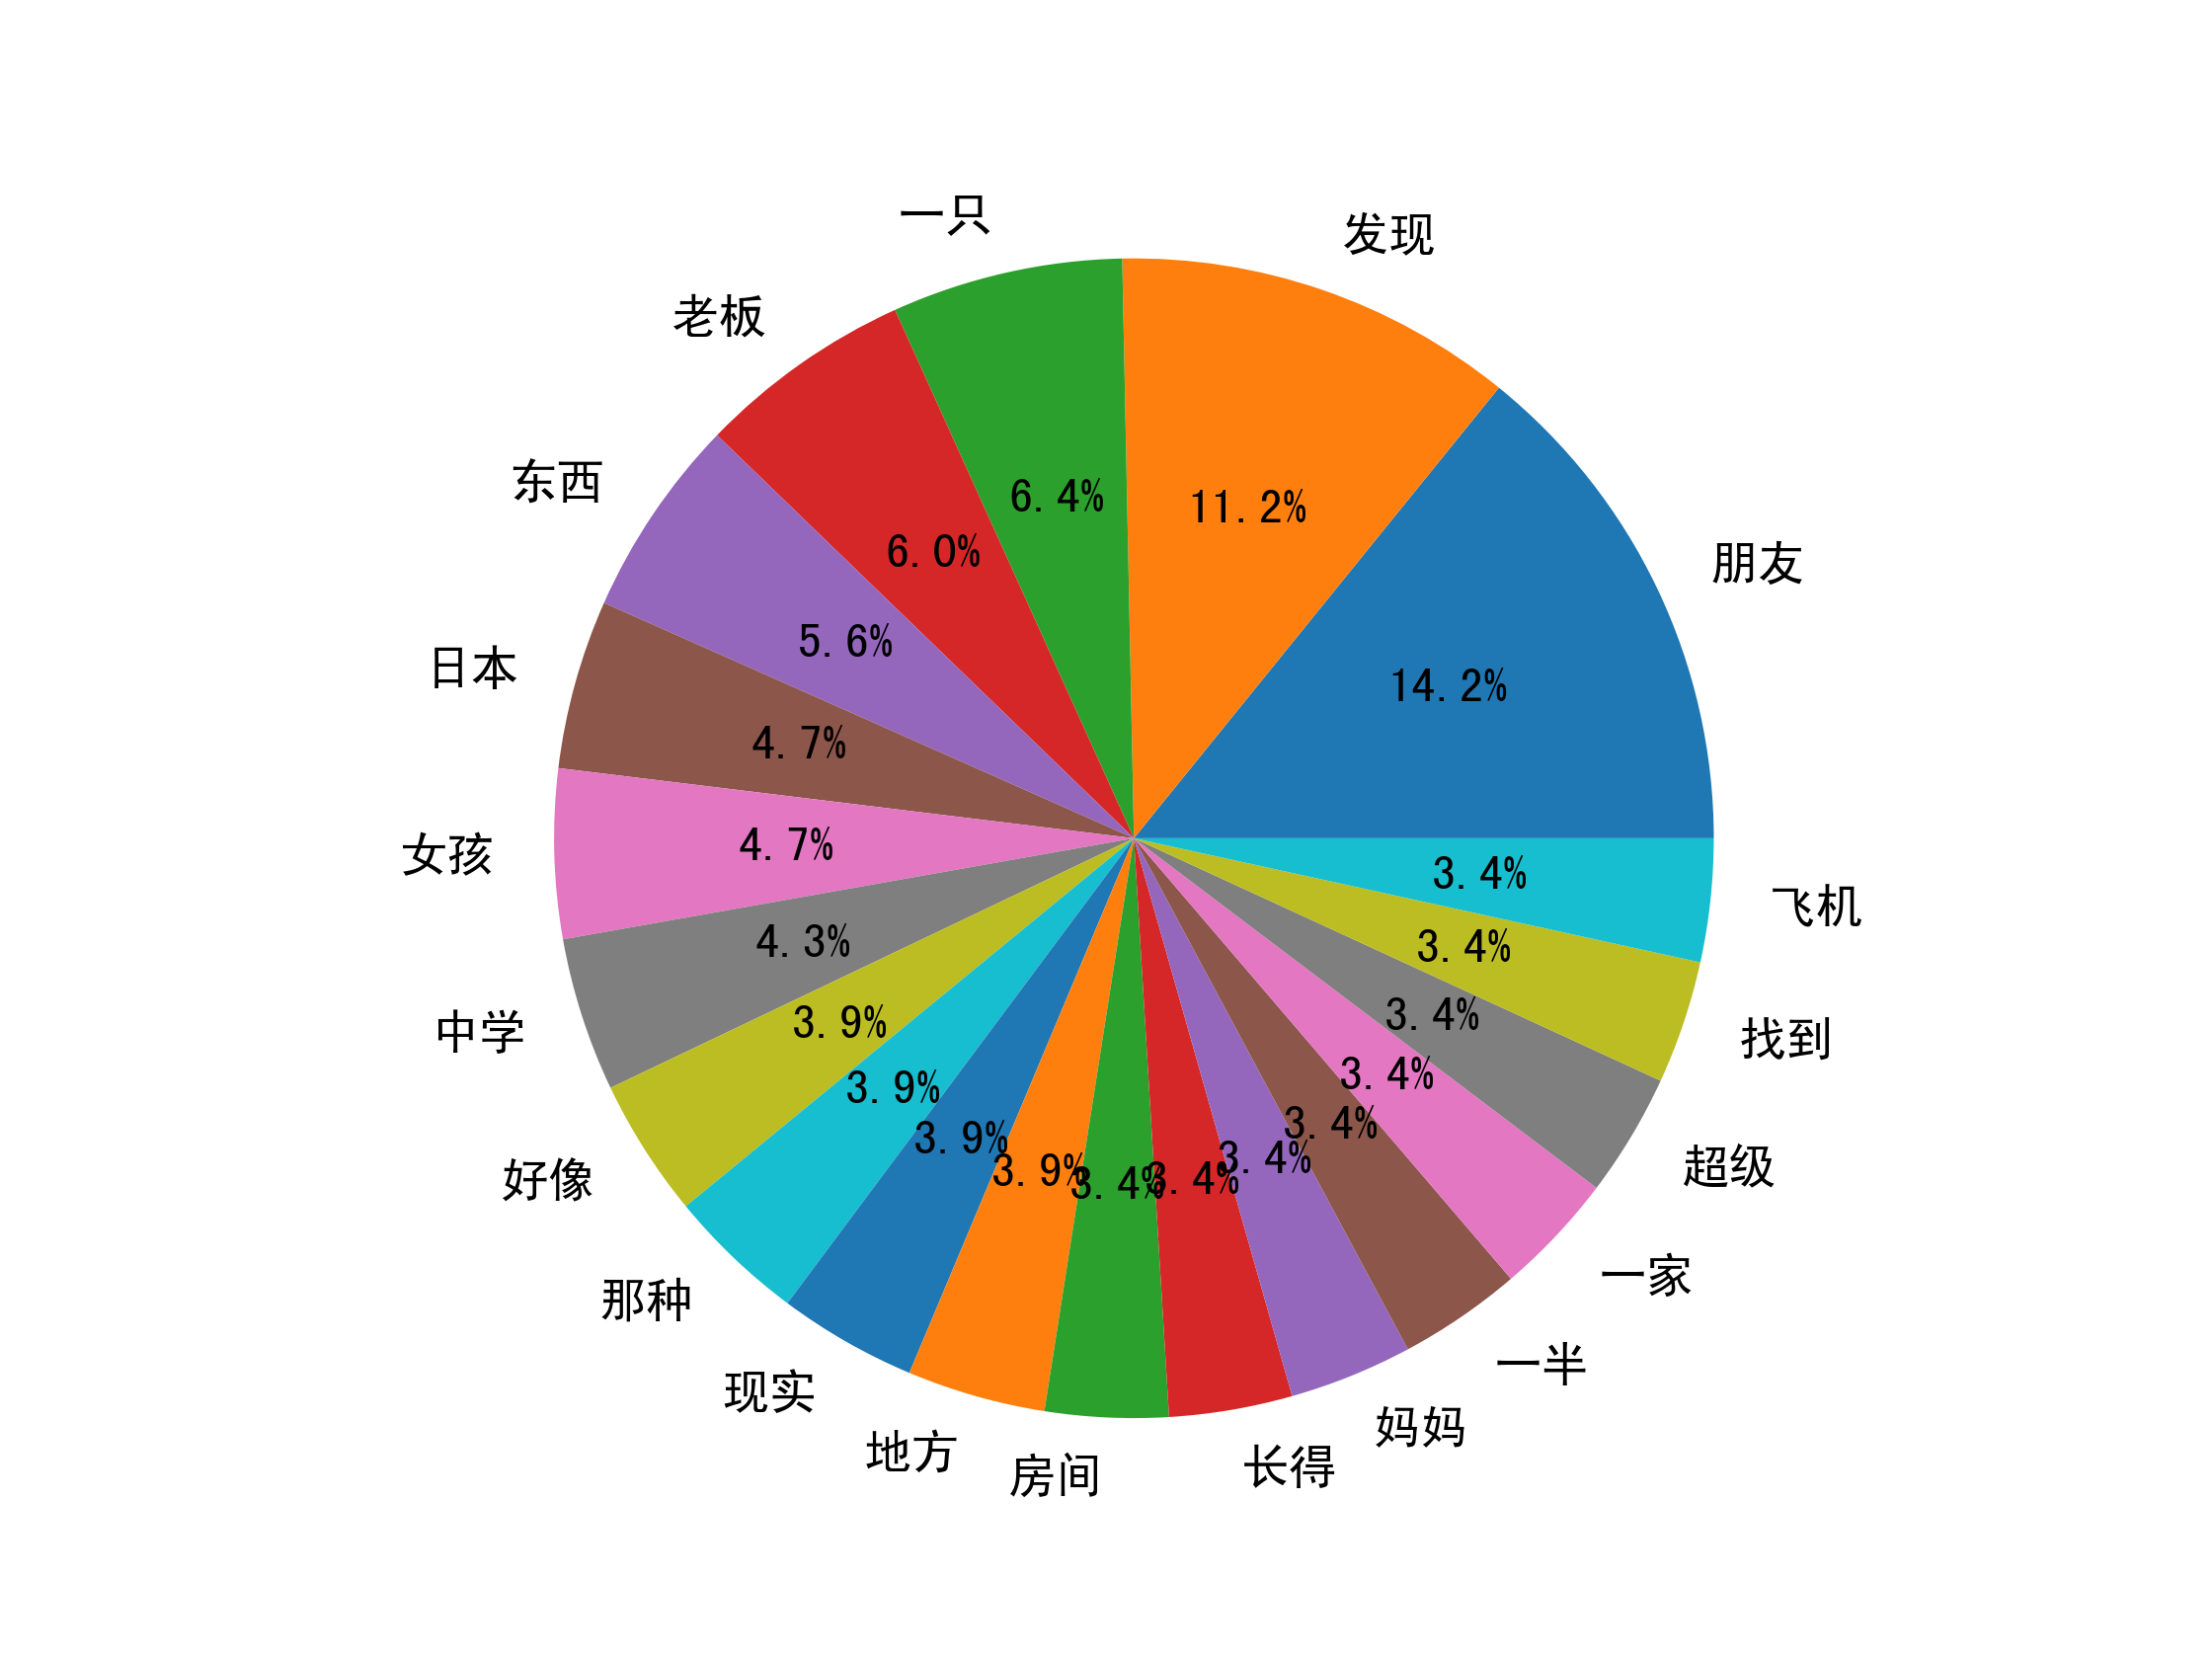 一只
发现
老板
东西
6.4%
11.2%
6.0%
朋友
5.6%
日本
14.2%
4.7%
女孩
4.7%
3.4%
飞机
4.3%
3.4%
中学
3.9%
3.4%
找到
3.9%
3.4%
3.9%
3.4%
好像
3.9%
3.4%
3.4%
3.4%
超级
那种
一家
现实
一半
地方
妈妈
房间
长得